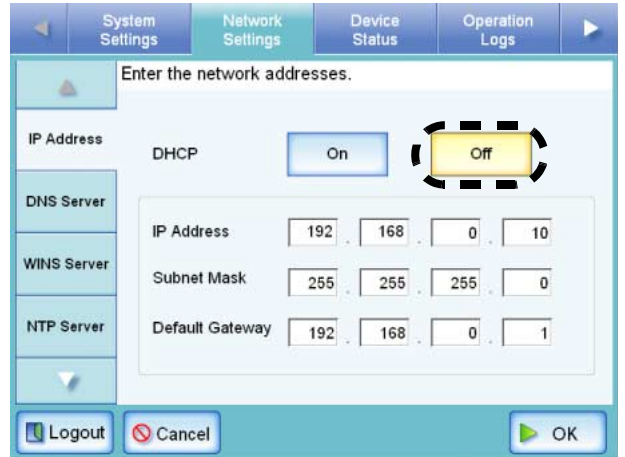 System Settings
Network Settings
Device Status
Operation Logs
Enter the network addresses.
IP Address
DNS Server
WINS Server
NTP Server
DHCP On Off
IP Address 192 . 168 . 0 . 10
Subnet Mask 255 . 255 . 255 . 0
Default Gateway 192 . 168 . 0 . 1
Logout Cancel OK